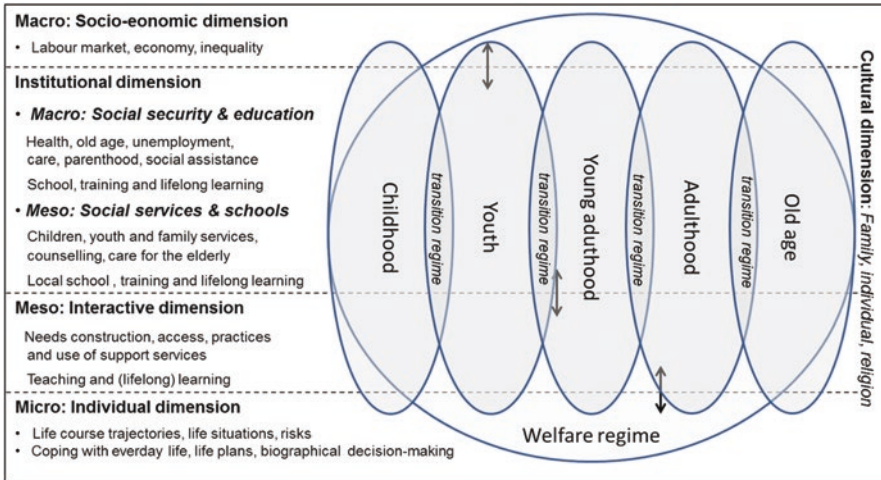 Macro: Socio-eonomic dimension
• Labour market, economy, inequality
Institutional dimension
• Macro: Social security & education
Health, old age, unemployment,
care, parenthood, social assistance
School, training and lifelong learning
• Meso: Social services & schools
Children, youth and family services,
counselling, care for the elderly
Local school , training and lifelong learning
Meso: Interactive dimension
Needs construction, access, practices
and use of support services
Teaching and (lifelong) learning
Micro: Individual dimension
• Life course trajectories, life situations, risks
• Coping with everday life, life plans, biographical decision-making
Childhood
transition regime
Youth
transition regime
Young aduthood
transition regime
Adulthood
transition regime
Old age
Welfare regime
Cultural dimension: Family, individual, religion